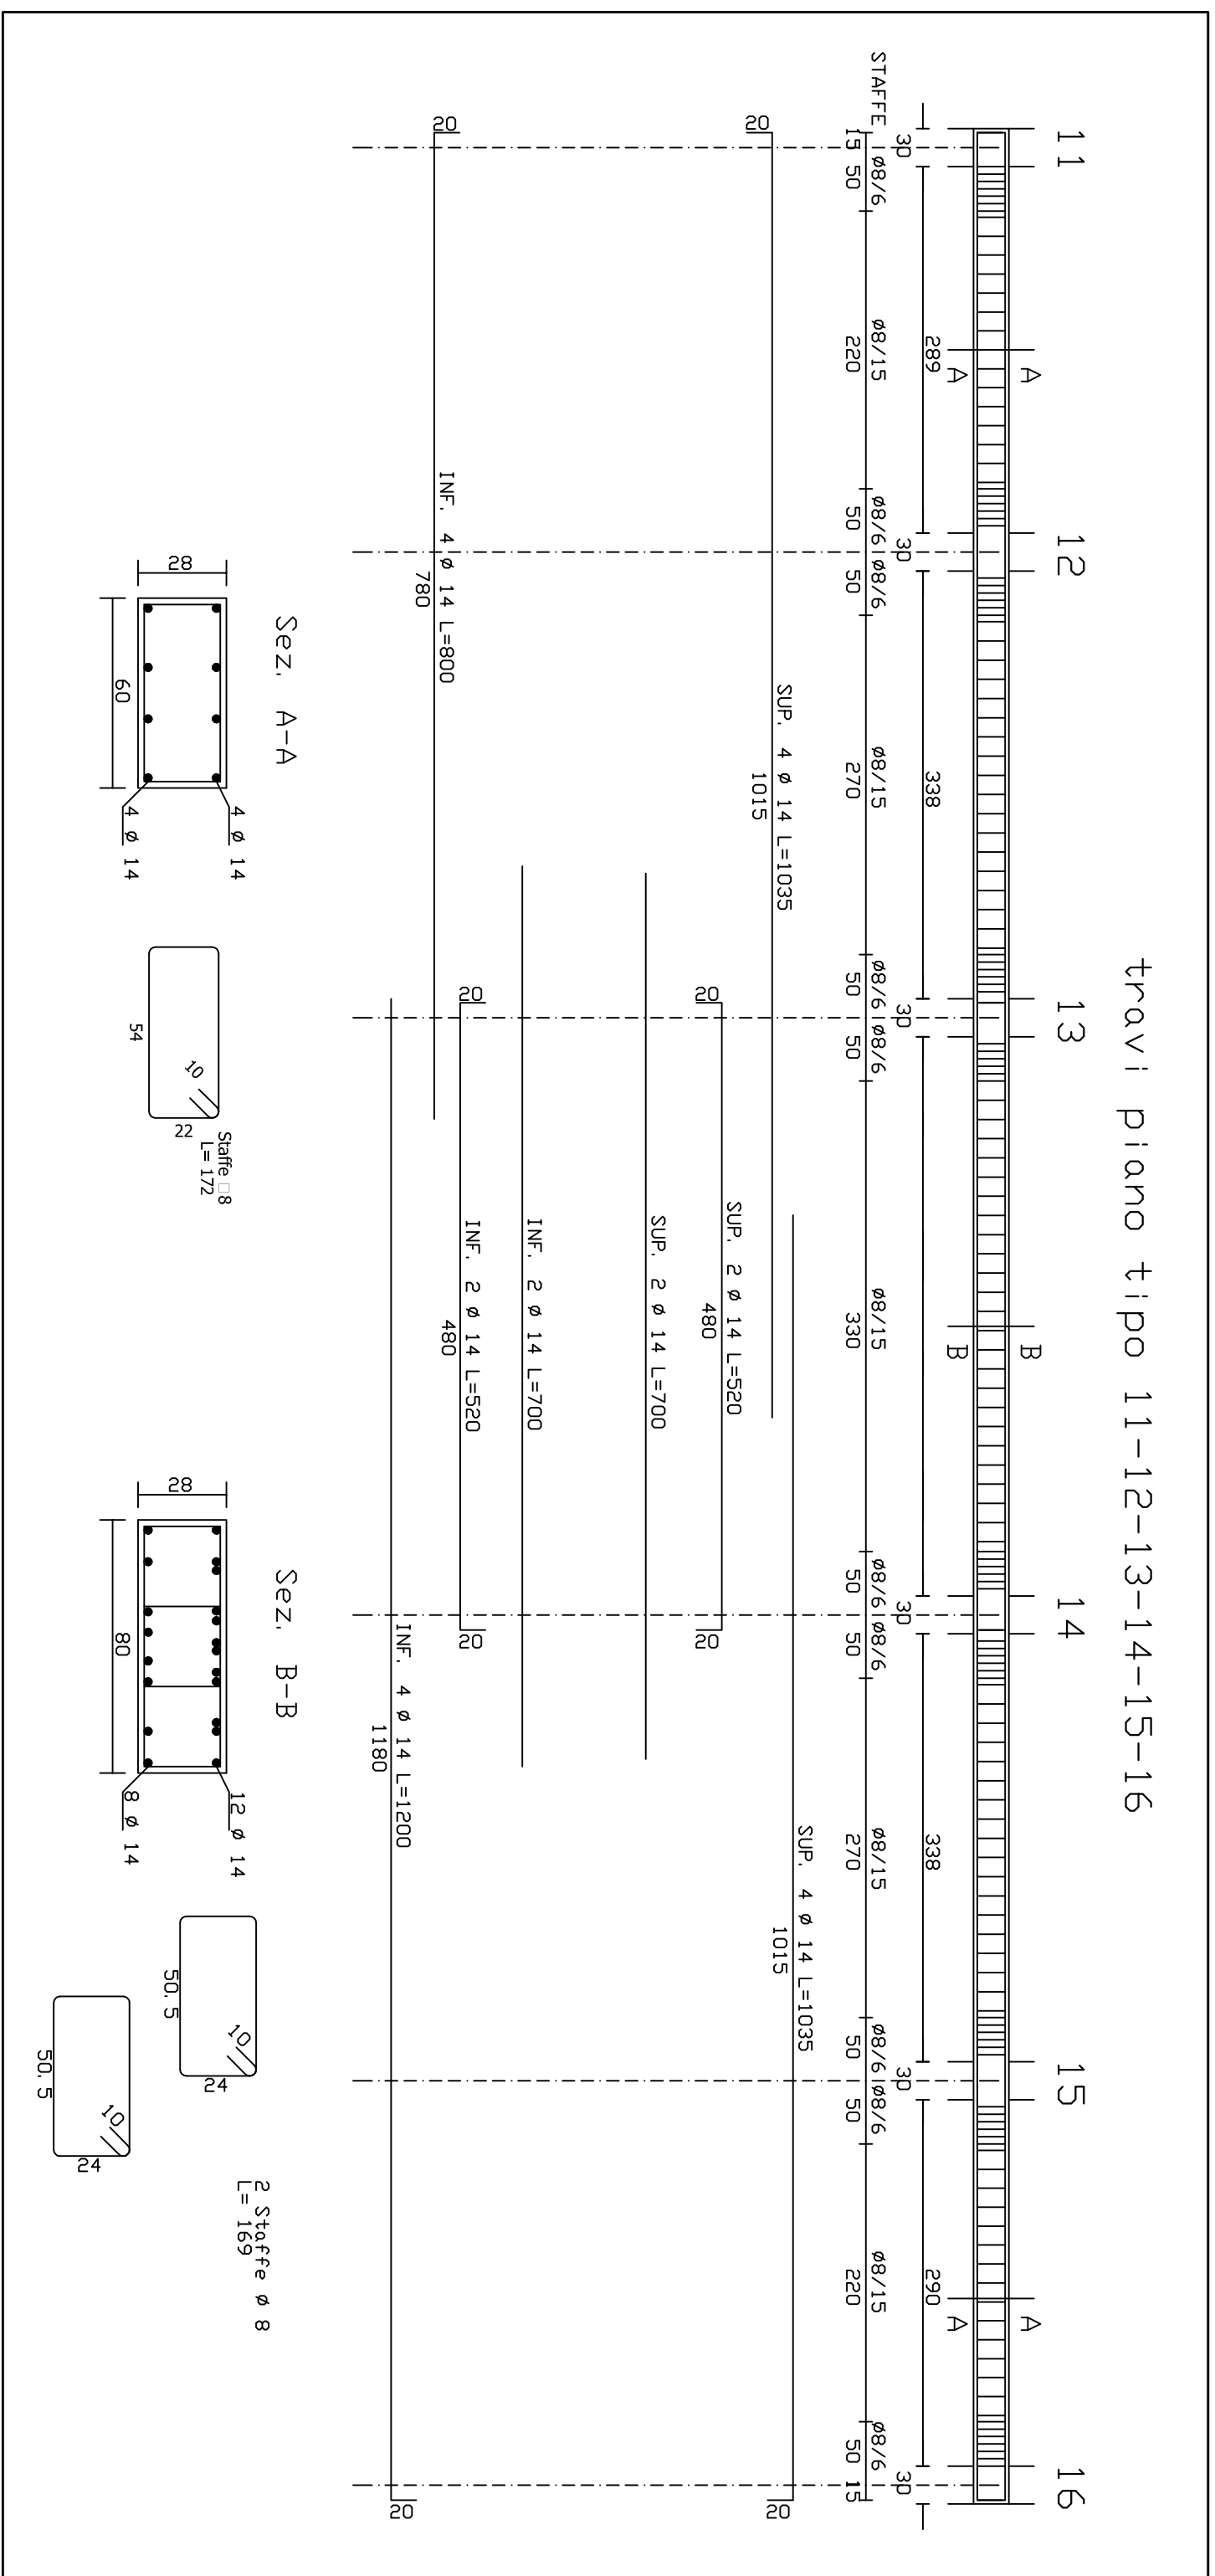 travi piano tipo 11-12-13-14-15-16
11 12 13 14 15 16
A B A
A B A
289 338 338 338 290
30 30 30 30 30 30
STAFFE ø8/6 ø8/15 ø8/6 ø8/6 ø8/15 ø8/6 ø8/6 ø8/15 ø8/6 ø8/6 ø8/15 ø8/6 ø8/6 ø8/15 ø8/6
15 50 220 50 50 270 50 50 330 50 50 270 50 50 220 50 15
SUP. 4 ø 14 L=1035
1015
20
SUP. 4 ø 14 L=1035
1015
20
SUP. 2 ø 14 L=520
480
20 20
SUP. 2 ø 14 L=700
INF. 2 ø 14 L=700
INF. 2 ø 14 L=520
480
20 20
INF. 4 ø 14 L=800
780
20
INF. 4 ø 14 L=1200
1180
20
Sez. A-A
28
60
4 ø 14
4 ø 14
54
10
22
Staffe □8
L= 172
Sez. B-B
28
80
12 ø 14
8 ø 14
50.5
10
24
50.5
10
24
2 Staffe ø 8
L= 169